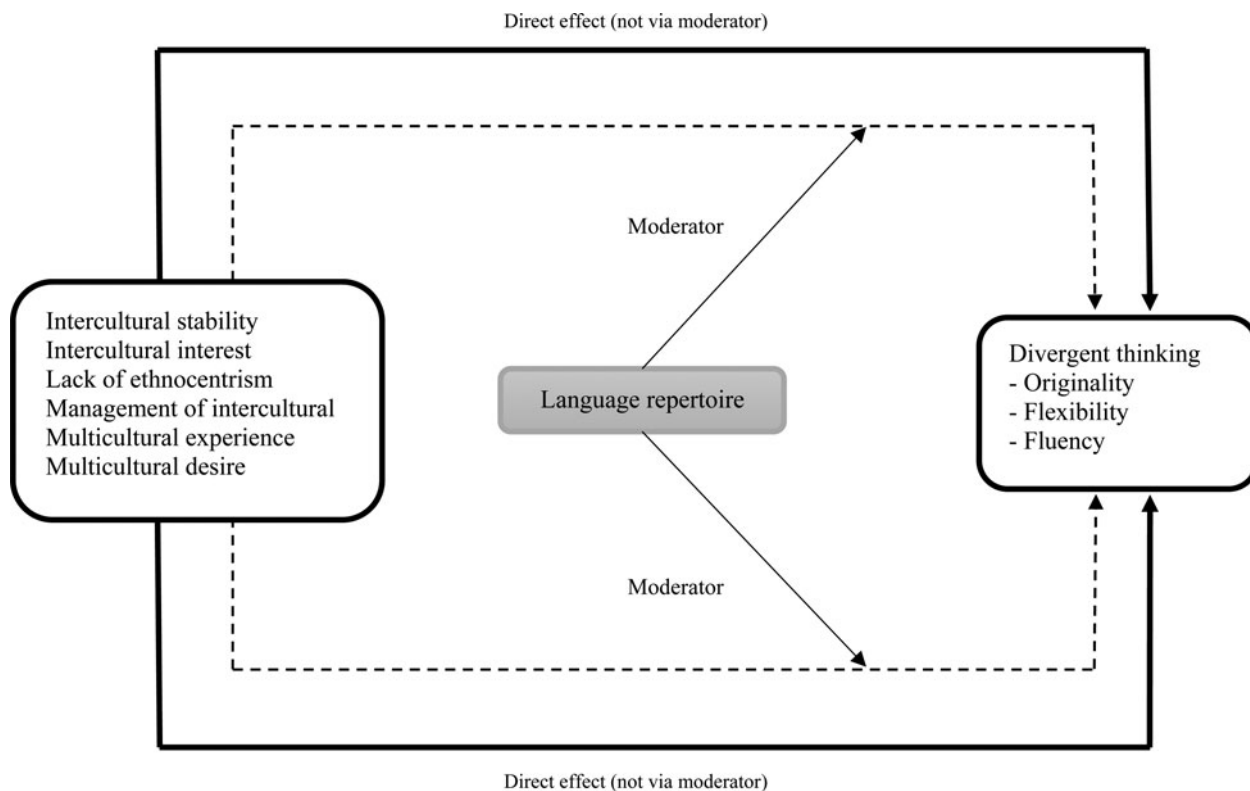 Direct effect (not via moderator)
Moderator
Intercultural stability
Intercultural interest
Lack of ethnocentrism
Management of intercultural
Multicultural experience
Multicultural desire
Language repertoire
Divergent thinking
- Originality
- Flexibility
- Fluency
Moderator
Direct effect (not via moderator)